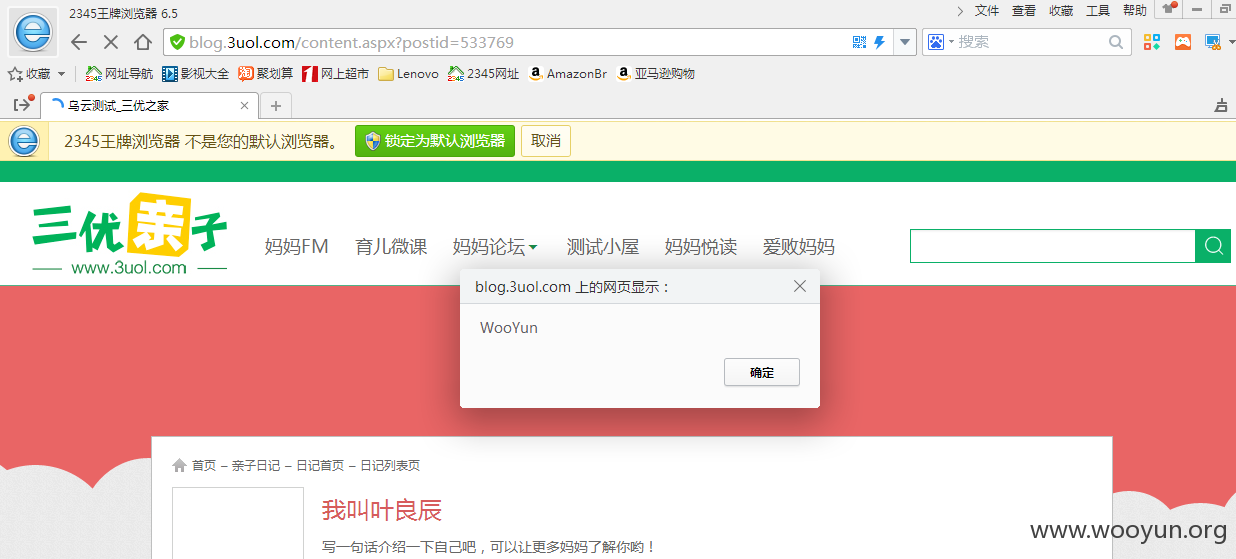 2345王牌浏览器 6.5
文件 查看 收藏 工具 帮助
blog.3uol.com/content.aspx?postid=533769
搜索
收藏 网址导航 影视大全 聚划算 网上超市 Lenovo 2345网址 AmazonBr 亚马逊购物
乌云测试_三优之家
2345王牌浏览器 不是您的默认浏览器。 锁定为默认浏览器 取消
三优亲子
www.3uol.com
妈妈FM 育儿微课 妈妈论坛 测试小屋 妈妈悦读 爱败妈妈
blog.3uol.com 上的网页显示：
WooYun
确定
首页 – 亲子日记 – 日记首页 – 日记列表页
我叫叶良辰
写一句话介绍一下自己吧，可以让更多妈妈了解你哟！
www.wooyun.org